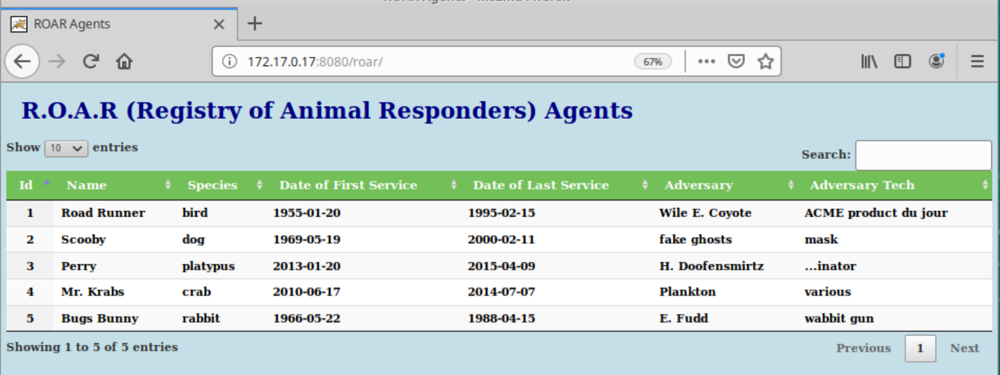 ROAR Agents
172.17.0.17:8080/roar/ 67%
R.O.A.R (Registry of Animal Responders) Agents
Show 10 entries
Search:
Id Name Species Date of First Service Date of Last Service Adversary Adversary Tech
1 Road Runner bird 1955-01-20 1995-02-15 Wile E. Coyote ACME product du jour
2 Scooby dog 1969-05-19 2000-02-11 fake ghosts mask
3 Perry platypus 2013-01-20 2015-04-09 H. Doofensmirtz ...inator
4 Mr. Krabs crab 2010-06-17 2014-07-07 Plankton various
5 Bugs Bunny rabbit 1966-05-22 1988-04-15 E. Fudd wabbit gun
Showing 1 to 5 of 5 entries
Previous 1 Next